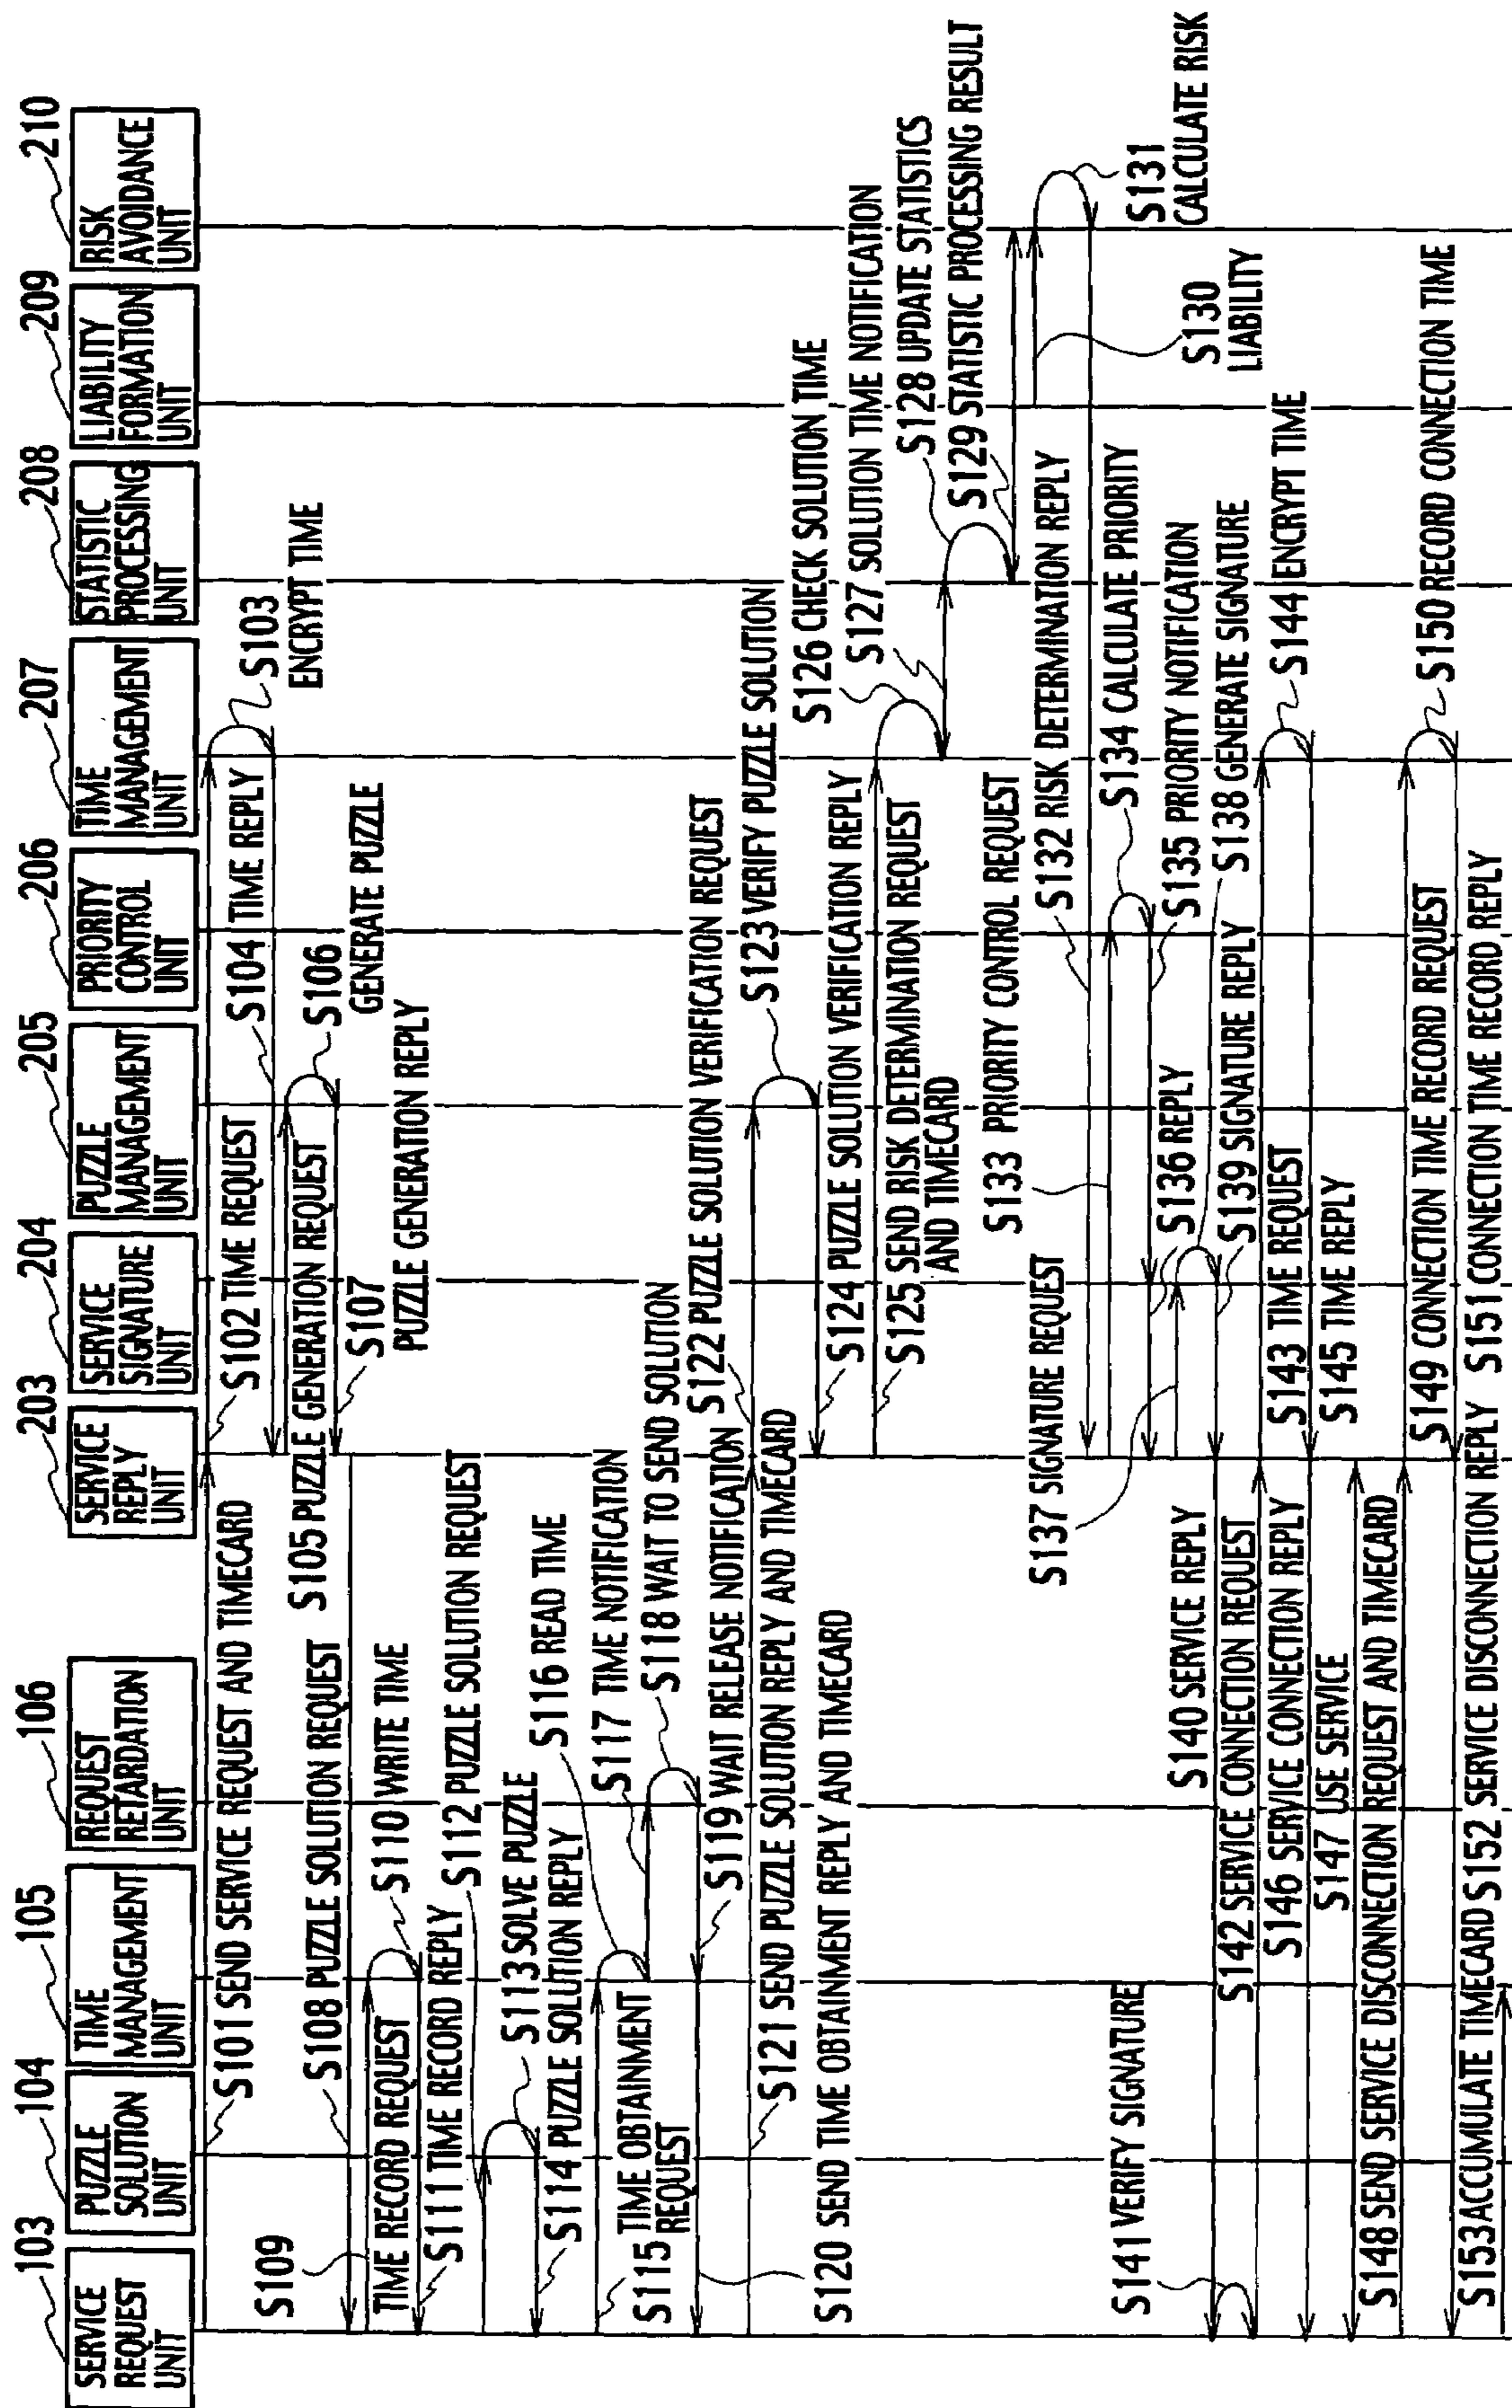 103
SERVICE
REQUEST
UNIT
104
PUZZLE
SOLUTION
UNIT
105
TIME
MANAGEMENT
UNIT
106
REQUEST
RETARDATION
UNIT
203
SERVICE
REPLY
UNIT
204
SERVICE
SIGNATURE
UNIT
205
PUZZLE
MANAGEMENT
UNIT
206
PRIORITY
CONTROL
UNIT
207
TIME
MANAGEMENT
UNIT
208
STATISTIC
PROCESSING
UNIT
209
LIABILITY
FORMATION
UNIT
210
RISK
AVOIDANCE
UNIT
S101 SEND SERVICE REQUEST AND TIMECARD
S102 TIME REQUEST
S103
ENCRYPT TIME
S104 TIME REPLY
S105 PUZZLE GENERATION REQUEST
S106
GENERATE PUZZLE
S107
PUZZLE GENERATION REPLY
S108 PUZZLE SOLUTION REQUEST
S109
TIME RECORD REQUEST
S110 WRITE TIME
S111 TIME RECORD REPLY
S112 PUZZLE SOLUTION REQUEST
S113 SOLVE PUZZLE
S114 PUZZLE SOLUTION REPLY
S115 TIME OBTAINMENT
REQUEST
S116 READ TIME
S117 TIME NOTIFICATION
S118 WAIT TO SEND SOLUTION
S119 WAIT RELEASE NOTIFICATION
S120 SEND TIME OBTAINMENT REPLY AND TIMECARD
S121 SEND PUZZLE SOLUTION REPLY AND TIMECARD
S122 PUZZLE SOLUTION VERIFICATION REQUEST
S123 VERIFY PUZZLE SOLUTION
S124 PUZZLE SOLUTION VERIFICATION REPLY
S125 SEND RISK DETERMINATION REQUEST
AND TIMECARD
S126 CHECK SOLUTION TIME
S127 SOLUTION TIME NOTIFICATION
S128 UPDATE STATISTICS
S129 STATISTIC PROCESSING RESULT
S130
LIABILITY
S131
CALCULATE RISK
S132 RISK DETERMINATION REPLY
S133 PRIORITY CONTROL REQUEST
S134 CALCULATE PRIORITY
S135 PRIORITY NOTIFICATION
S136 REPLY
S137 SIGNATURE REQUEST
S138 GENERATE SIGNATURE
S139 SIGNATURE REPLY
S140 SERVICE REPLY
S141 VERIFY SIGNATURE
S142 SERVICE CONNECTION REQUEST
S143 TIME REQUEST
S144 ENCRYPT TIME
S145 TIME REPLY
S146 SERVICE CONNECTION REPLY
S147 USE SERVICE
S148 SEND SERVICE DISCONNECTION REQUEST AND TIMECARD
S149 CONNECTION TIME RECORD REQUEST
S150 RECORD CONNECTION TIME
S151 CONNECTION TIME RECORD REPLY
S152 SERVICE DISCONNECTION REPLY
S153 ACCUMULATE TIMECARD